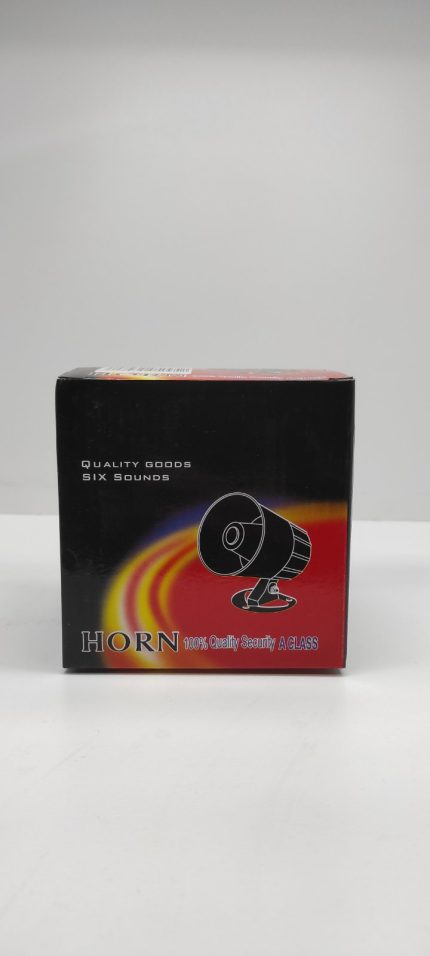 QUALITY GOODS
SIX SOUNDS
HORN 100% Quality Security A CLASS